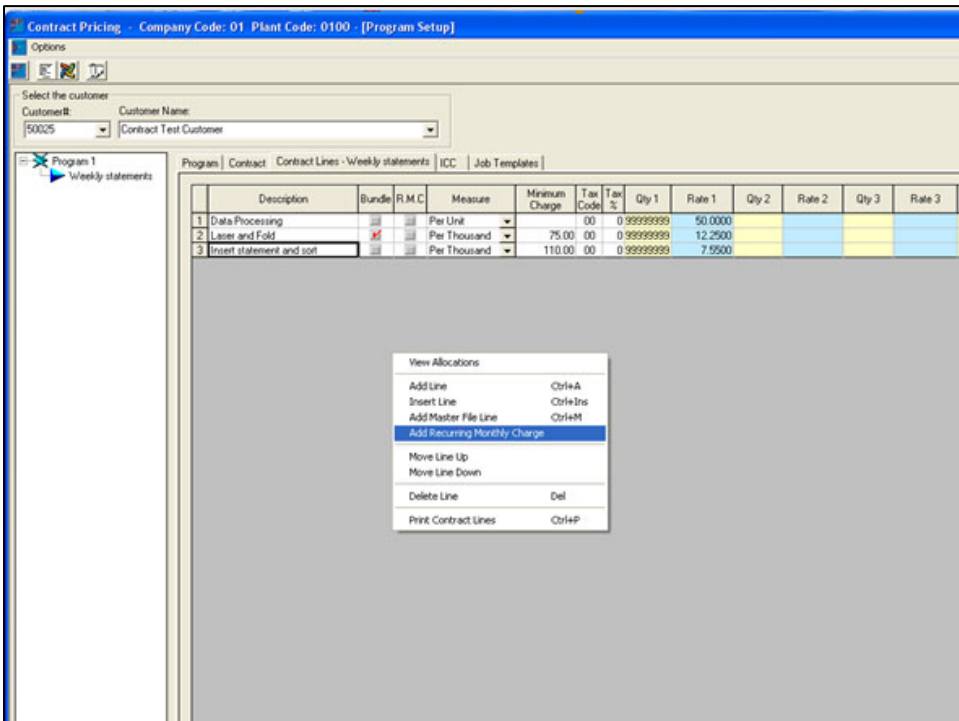 Contract Pricing - Company Code: 01 Plant Code: 0100 - [Program Setup]
Options
Select the customer
Customer#: Customer Name:
50025 Contract Test Customer
Program 1
Weekly statements
Program Contract Contract Lines - Weekly statements ICC Job Templates
Description Bundle R.M.C Measure Minimum Charge Tax Code Tax % Qty 1 Rate 1 Qty 2 Rate 2 Qty 3 Rate 3
1 Data Processing Per Unit 00 0 99999999 50.0000
2 Laser and Fold Per Thousand 75.00 00 0 99999999 12.2500
3 Insert statement and sort Per Thousand 110.00 00 0 99999999 7.5500
View Allocations
Add Line Ctrl+A
Insert Line Ctrl+Ins
Add Master File Line Ctrl+M
Add Recurring Monthly Charge
Move Line Up
Move Line Down
Delete Line Del
Print Contract Lines Ctrl+P